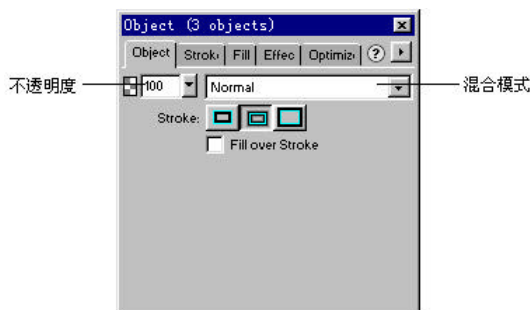 Object (3 objects)
Object Strok Fill Effec Optimiz ?
不透明度 100 Normal 混合模式
Stroke:
Fill over Stroke